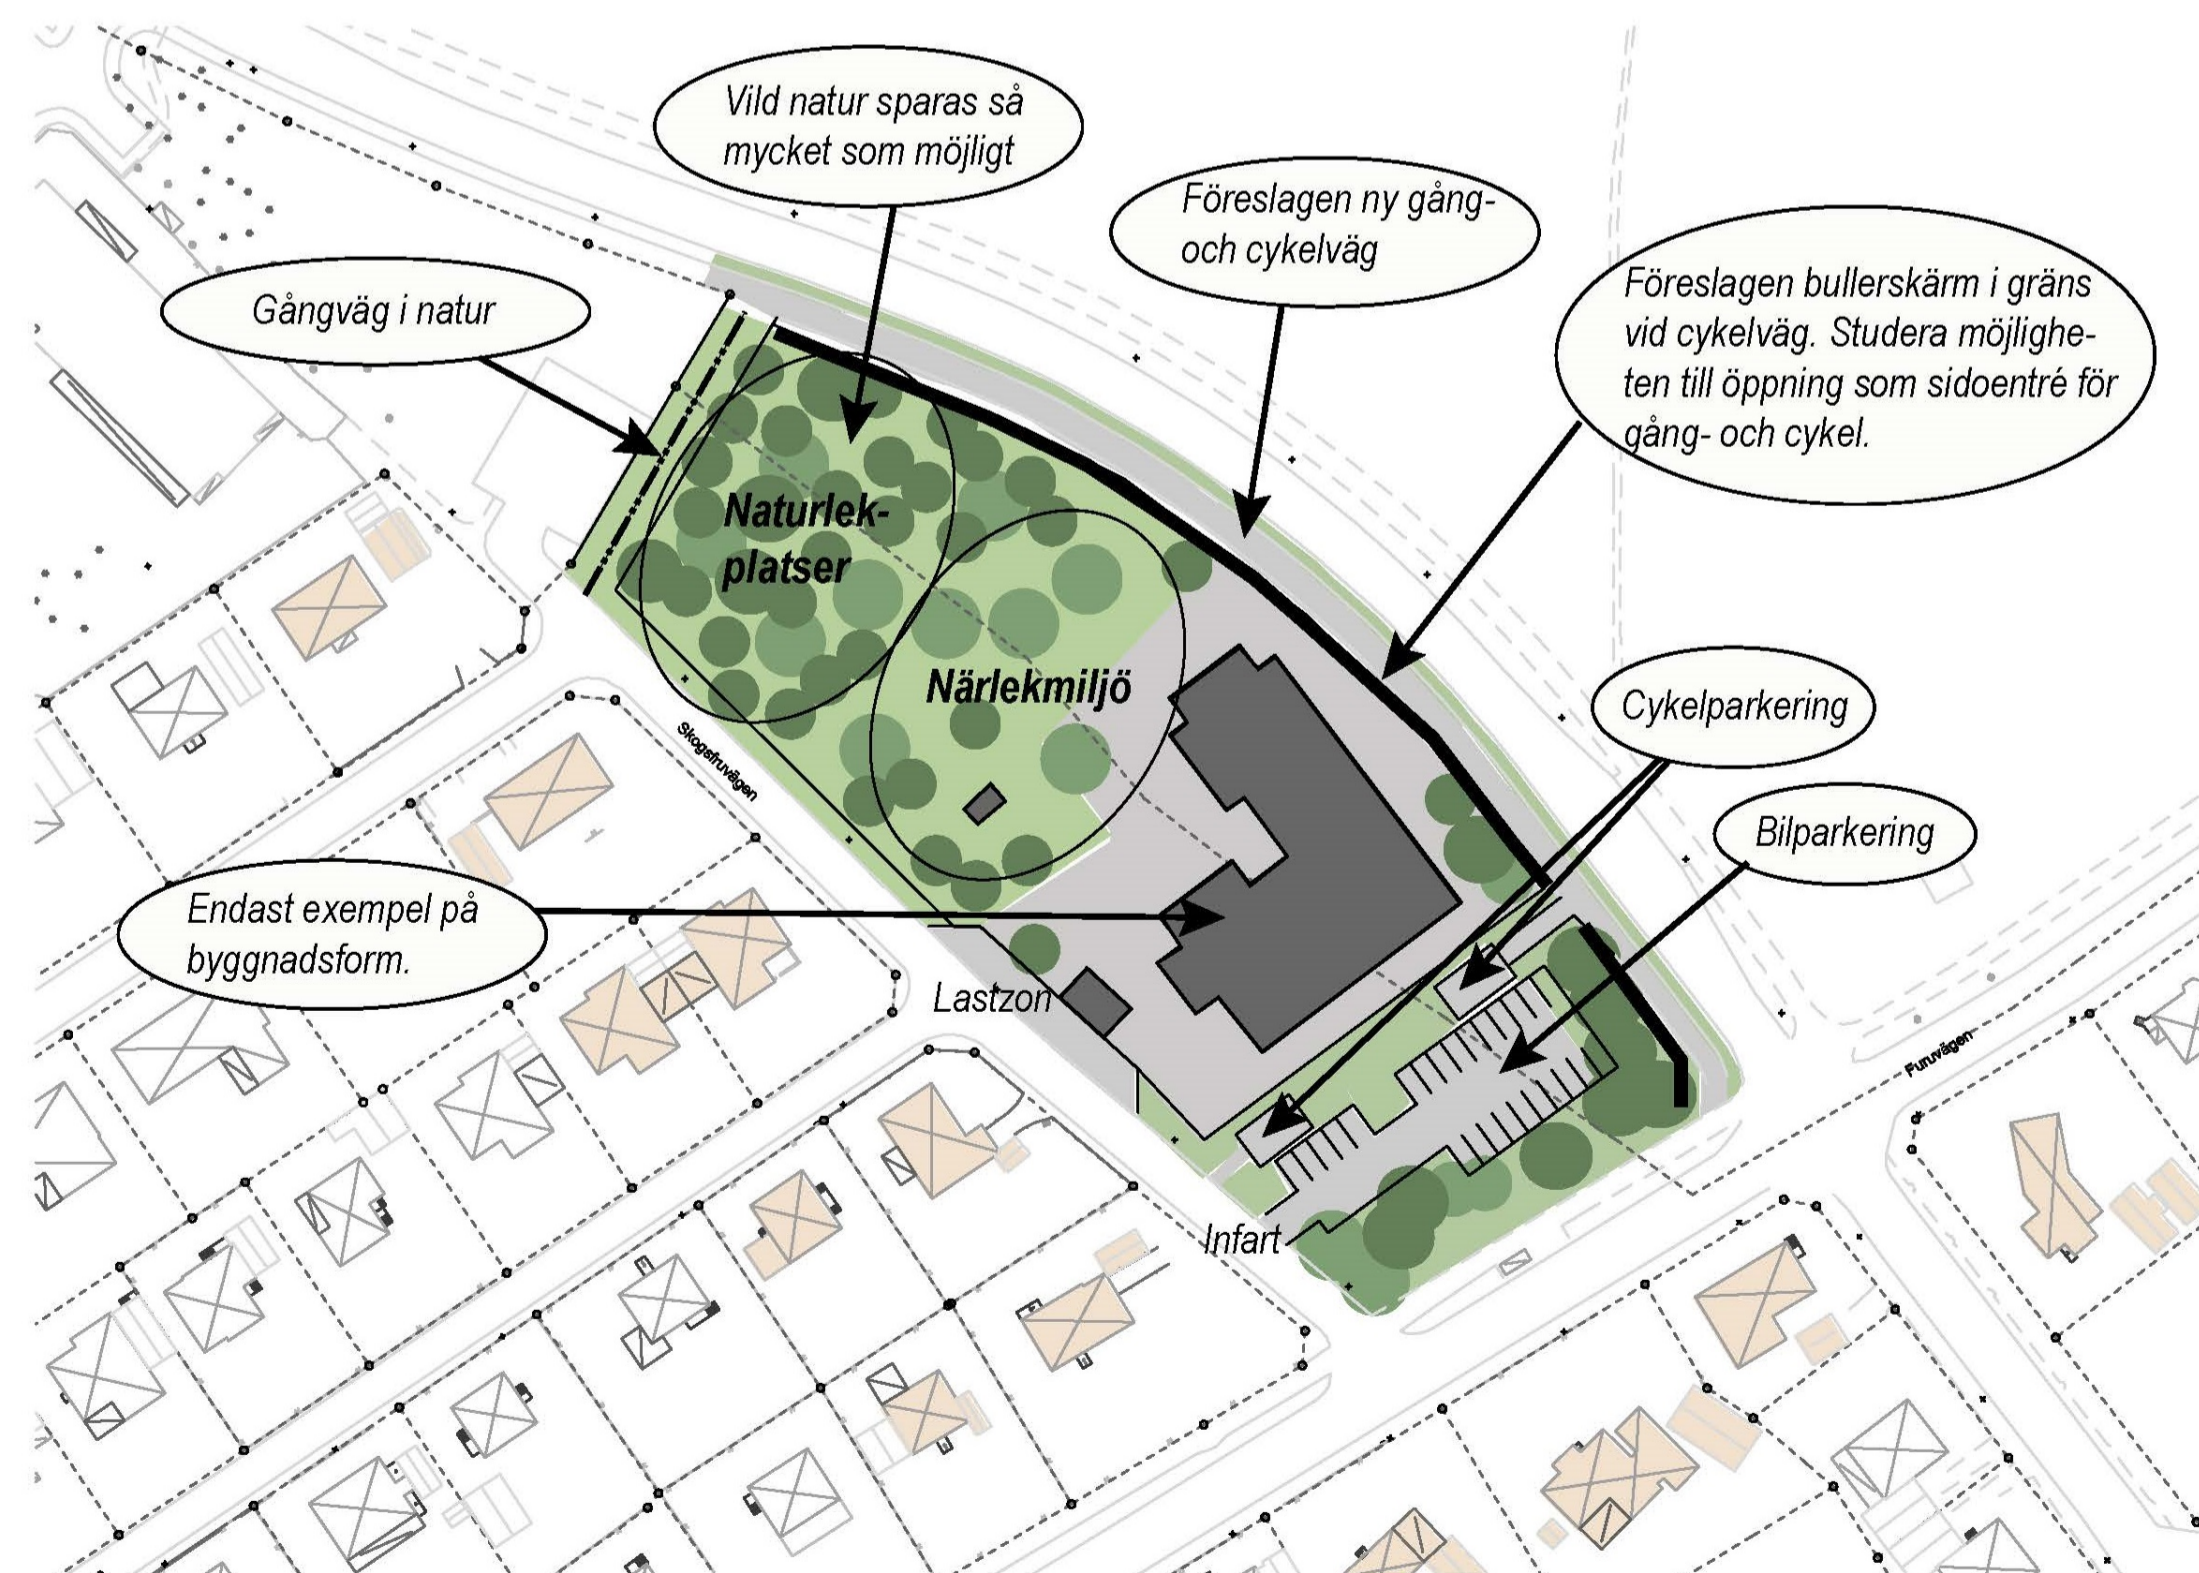 Vild natur sparas så
mycket som möjligt
Föreslagen ny gång-
och cykelväg
Föreslagen bullerskärm i gräns
vid cykelväg. Studera möjlighe-
ten till öppning som sidoentré för
gång- och cykel.
Gångväg i natur
Naturlek-
platser
Närlekmiljö
Skogsfruvägen
Cykelparkering
Bilparkering
Endast exempel på
byggnadsform.
Lastzon
Furuvägen
Infart